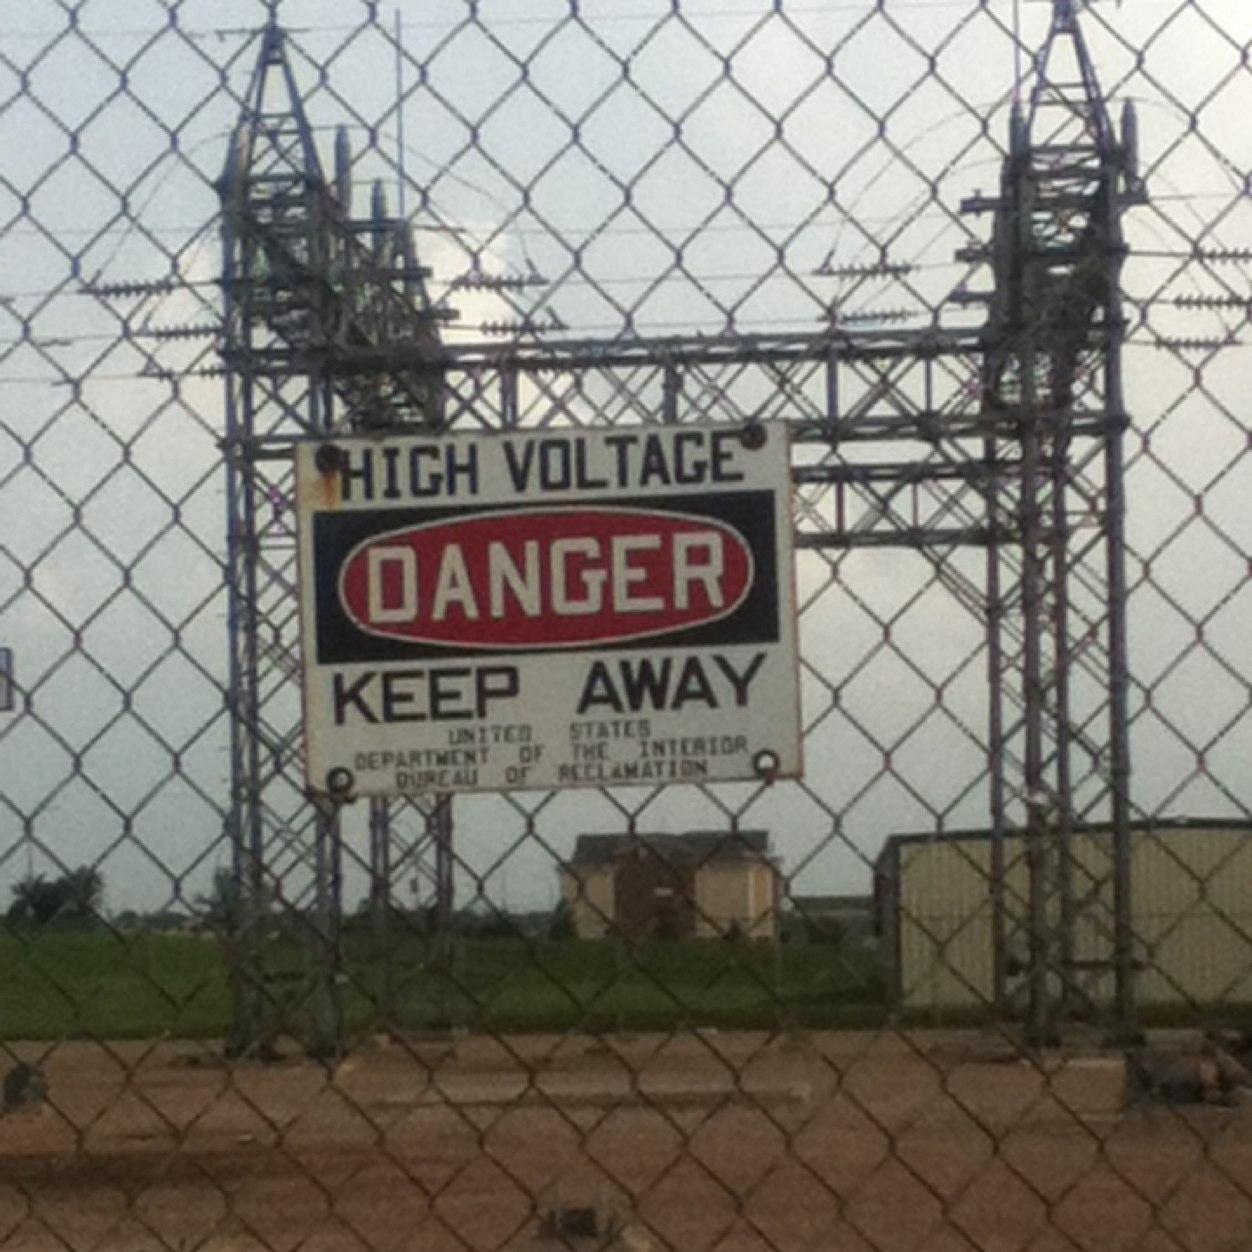 HIGH VOLTAGE
DANGER
KEEP AWAY
UNITED STATES
DEPARTMENT OF THE INTERIOR
BUREAU OF RECLAMATION